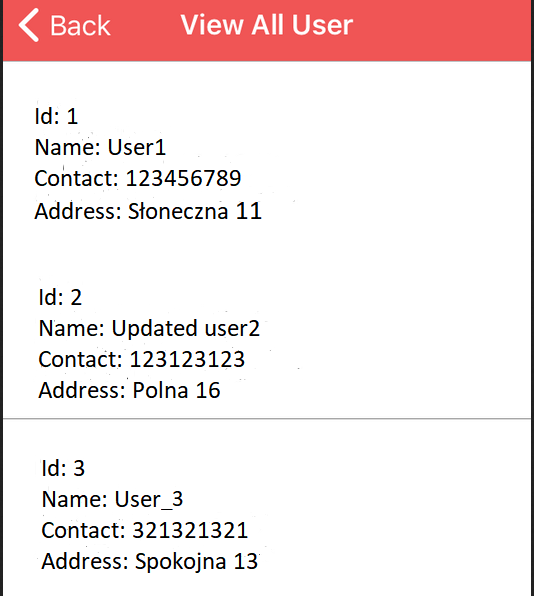 Back View All User
Id: 1
Name: User1
Contact: 123456789
Address: Słoneczna 11
Id: 2
Name: Updated user2
Contact: 123123123
Address: Polna 16
Id: 3
Name: User_3
Contact: 321321321
Address: Spokojna 13